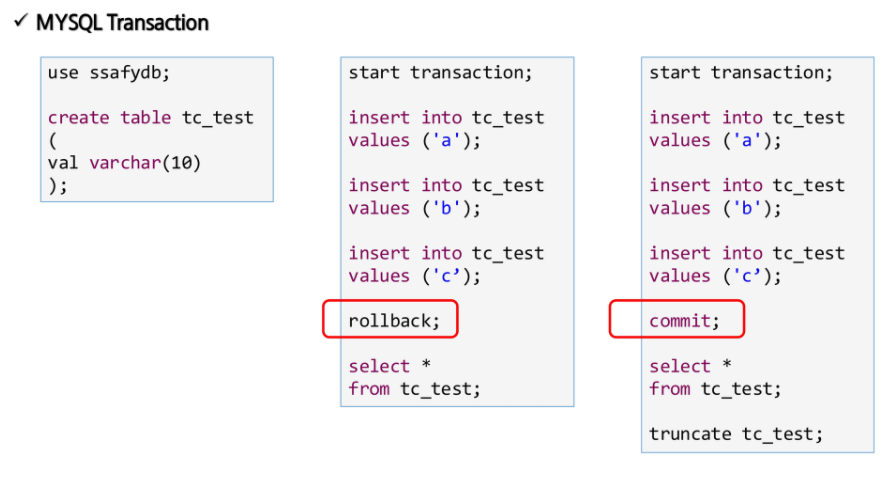 ✓ MYSQL Transaction
use ssafydb;
create table tc_test
(
val varchar(10)
);
start transaction;
insert into tc_test
values ('a');
insert into tc_test
values ('b');
insert into tc_test
values ('c’);
rollback;
select *
from tc_test;
start transaction;
insert into tc_test
values ('a');
insert into tc_test
values ('b');
insert into tc_test
values ('c’);
commit;
select *
from tc_test;
truncate tc_test;